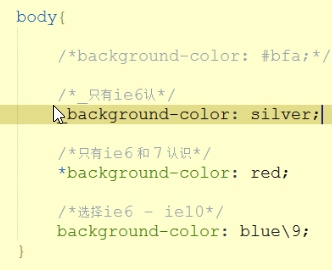 body{
/*background-color: #bfa;*/
/*_只有ie6认*/
_background-color: silver;
/*只有ie6和7认识*/
*background-color: red;
/*选择ie6 - ie10*/
background-color: blue\9;
}